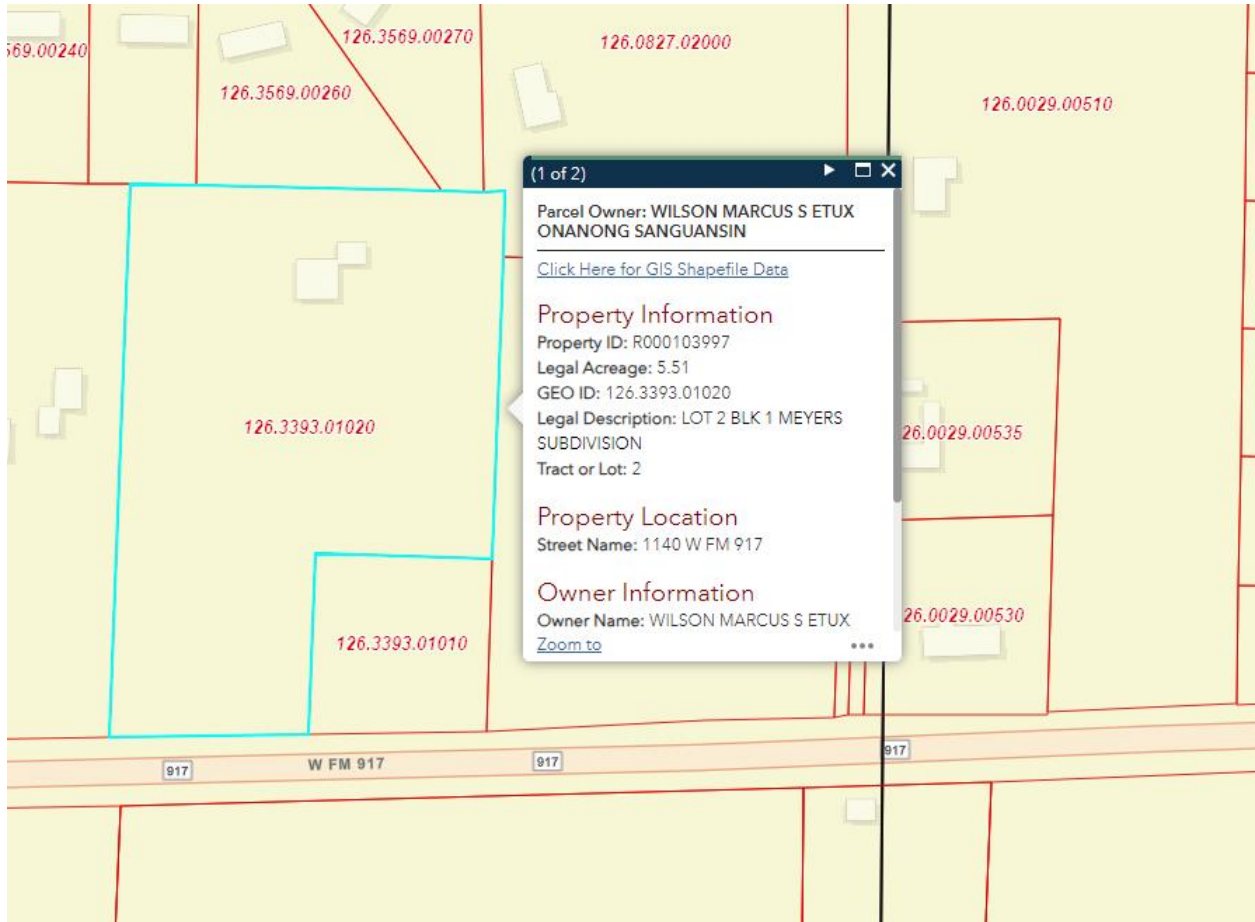 569.00240
126.3569.00270
126.0827.02000
126.3569.00260
126.0029.00510
(1 of 2)
Parcel Owner: WILSON MARCUS S ETUX
ONANONG SANGUANSIN
Click Here for GIS Shapefile Data
Property Information
Property ID: R000103997
Legal Acreage: 5.51
GEO ID: 126.3393.01020
Legal Description: LOT 2 BLK 1 MEYERS
SUBDIVISION
Tract or Lot: 2
Property Location
Street Name: 1140 W FM 917
Owner Information
Owner Name: WILSON MARCUS S ETUX
Zoom to
126.3393.01020
26.0029.00535
126.3393.01010
26.0029.00530
917
W FM 917
917
917